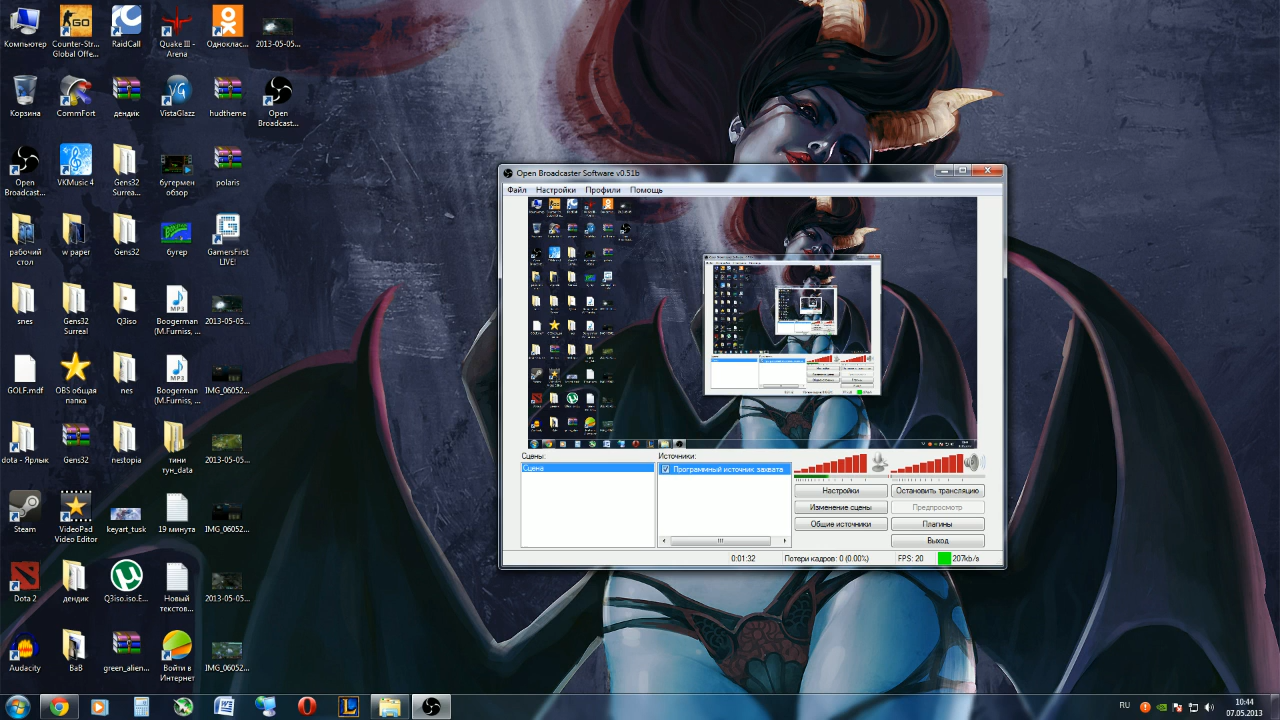 Компьютер
Counter-Str...
Global Offe...
RaidCall
Quake III -
Arena
Одноклас...
2013-05-05...
Корзина
CommFort
дендик
VistaGlazz
hudtheme
Open
Broadcast...
Open
Broadcast...
VKMusic 4
Gens32
Surrea...
бугермен
обзор
polaris
рабочий
стол
w paper
Gens32
бугер
GamersFirst
LIVE!
snes
Gens32
Surreal
Q3iso
MP3
Boogerman
(M.Furniss, ...
2013-05-05...
OBS общая
папка
MP3
Boogerman
(M.Furniss, ...
IMG_06052...
dota - Ярлык
Gens32
nestopia
тини
тун_data
2013-05-05...
Steam
VideoPad
Video Editor
keyart_tusk
19 минута
IMG_06052...
Dota 2
дендик
Q3iso.iso.E...
Новый
текстов...
2013-05-05...
Audacity
BaB
green_alien...
Войти в
Интернет
IMG_06052...
Open Broadcaster Software v0.51b
Файл Настройки Профили Помощь
Сцены: Источники:
Сцена
Программный источник захвата
Настройки Остановить трансляцию
Изменение сцены Предпросмотр
Общие источники Плагины
Выход
0:01:32 Потери кадров: 0 (0.00%) FPS: 20 207kb/s
RU
10:44
07.05.2013